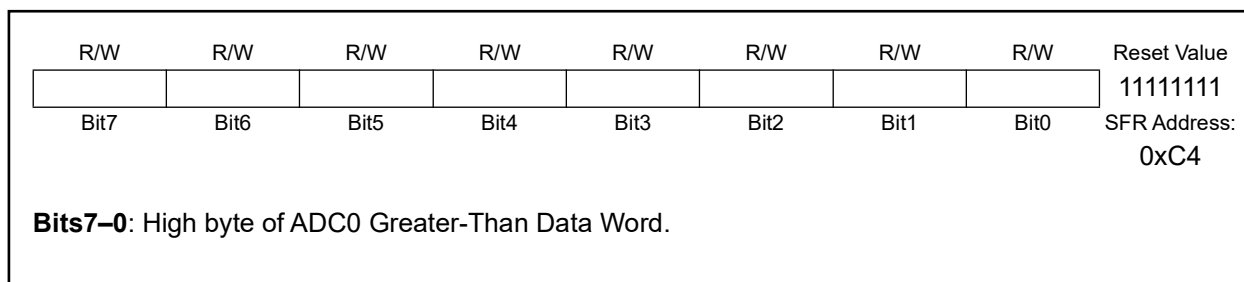 R/W R/W R/W R/W R/W R/W R/W R/W Reset Value
11111111
Bit7 Bit6 Bit5 Bit4 Bit3 Bit2 Bit1 Bit0 SFR Address:
0xC4
Bits7–0: High byte of ADC0 Greater-Than Data Word.